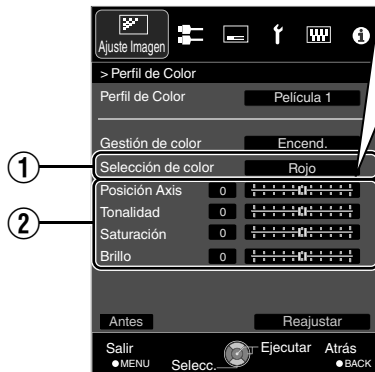 Ajuste Imagen
> Perfil de Color
Perfil de Color Película 1
Gestión de color Encend.
1 Selección de color Rojo
2
Posición Axis 0
Tonalidad 0
Saturación 0
Brillo 0
Antes Reajustar
Salir Ejecutar Atrás
MENU Selecc. BACK